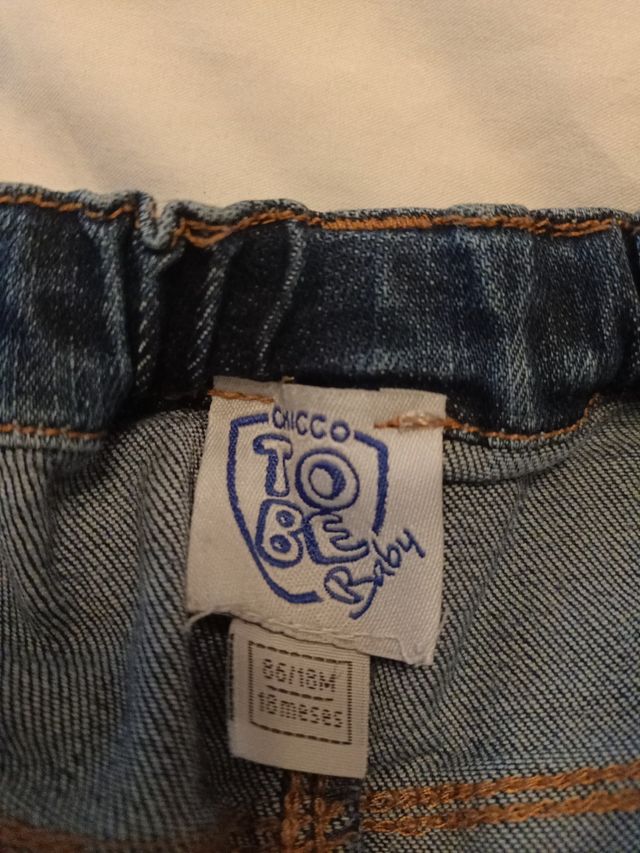 CHICCO
TO
BE
Baby
86/18M
18 meses